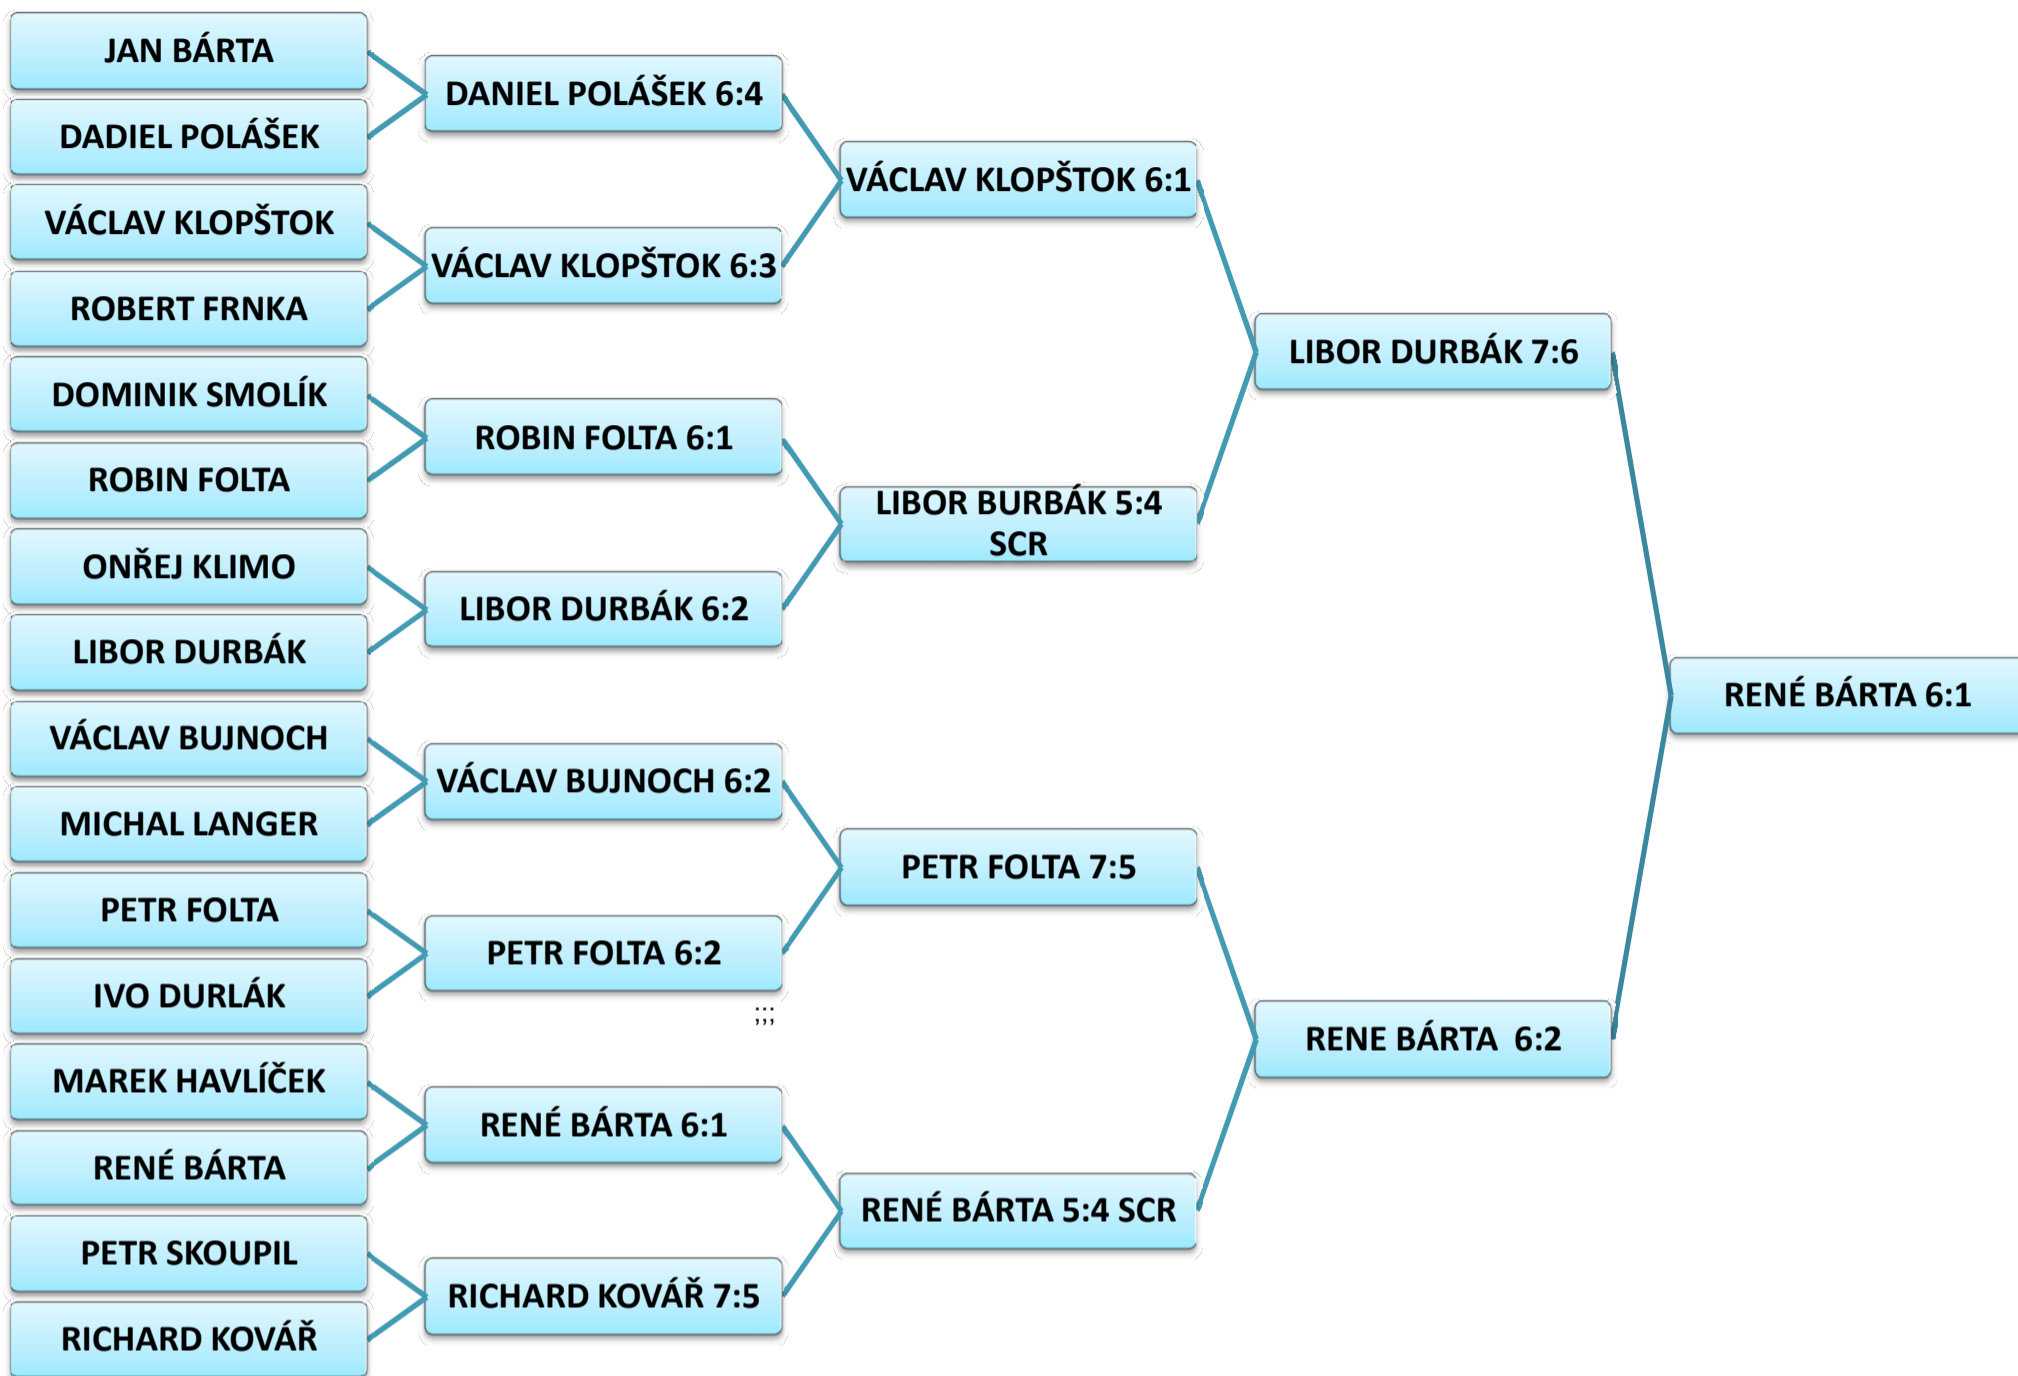 JAN BÁRTA
DADIEL POLÁŠEK
VÁCLAV KLOPŠTOK
ROBERT FRNKA
DOMINIK SMOLÍK
ROBIN FOLTA
ONŘEJ KLIMO
LIBOR DURBÁK
VÁCLAV BUJNOCH
MICHAL LANGER
PETR FOLTA
IVO DURLÁK
MAREK HAVLÍČEK
RENÉ BÁRTA
PETR SKOUPIL
RICHARD KOVÁŘ
DANIEL POLÁŠEK 6:4
VÁCLAV KLOPŠTOK 6:3
ROBIN FOLTA 6:1
LIBOR DURBÁK 6:2
VÁCLAV BUJNOCH 6:2
PETR FOLTA 6:2
;;;
RENÉ BÁRTA 6:1
RICHARD KOVÁŘ 7:5
VÁCLAV KLOPŠTOK 6:1
LIBOR BURBÁK 5:4
SCR
PETR FOLTA 7:5
RENÉ BÁRTA 5:4 SCR
LIBOR DURBÁK 7:6
RENE BÁRTA  6:2
RENÉ BÁRTA 6:1